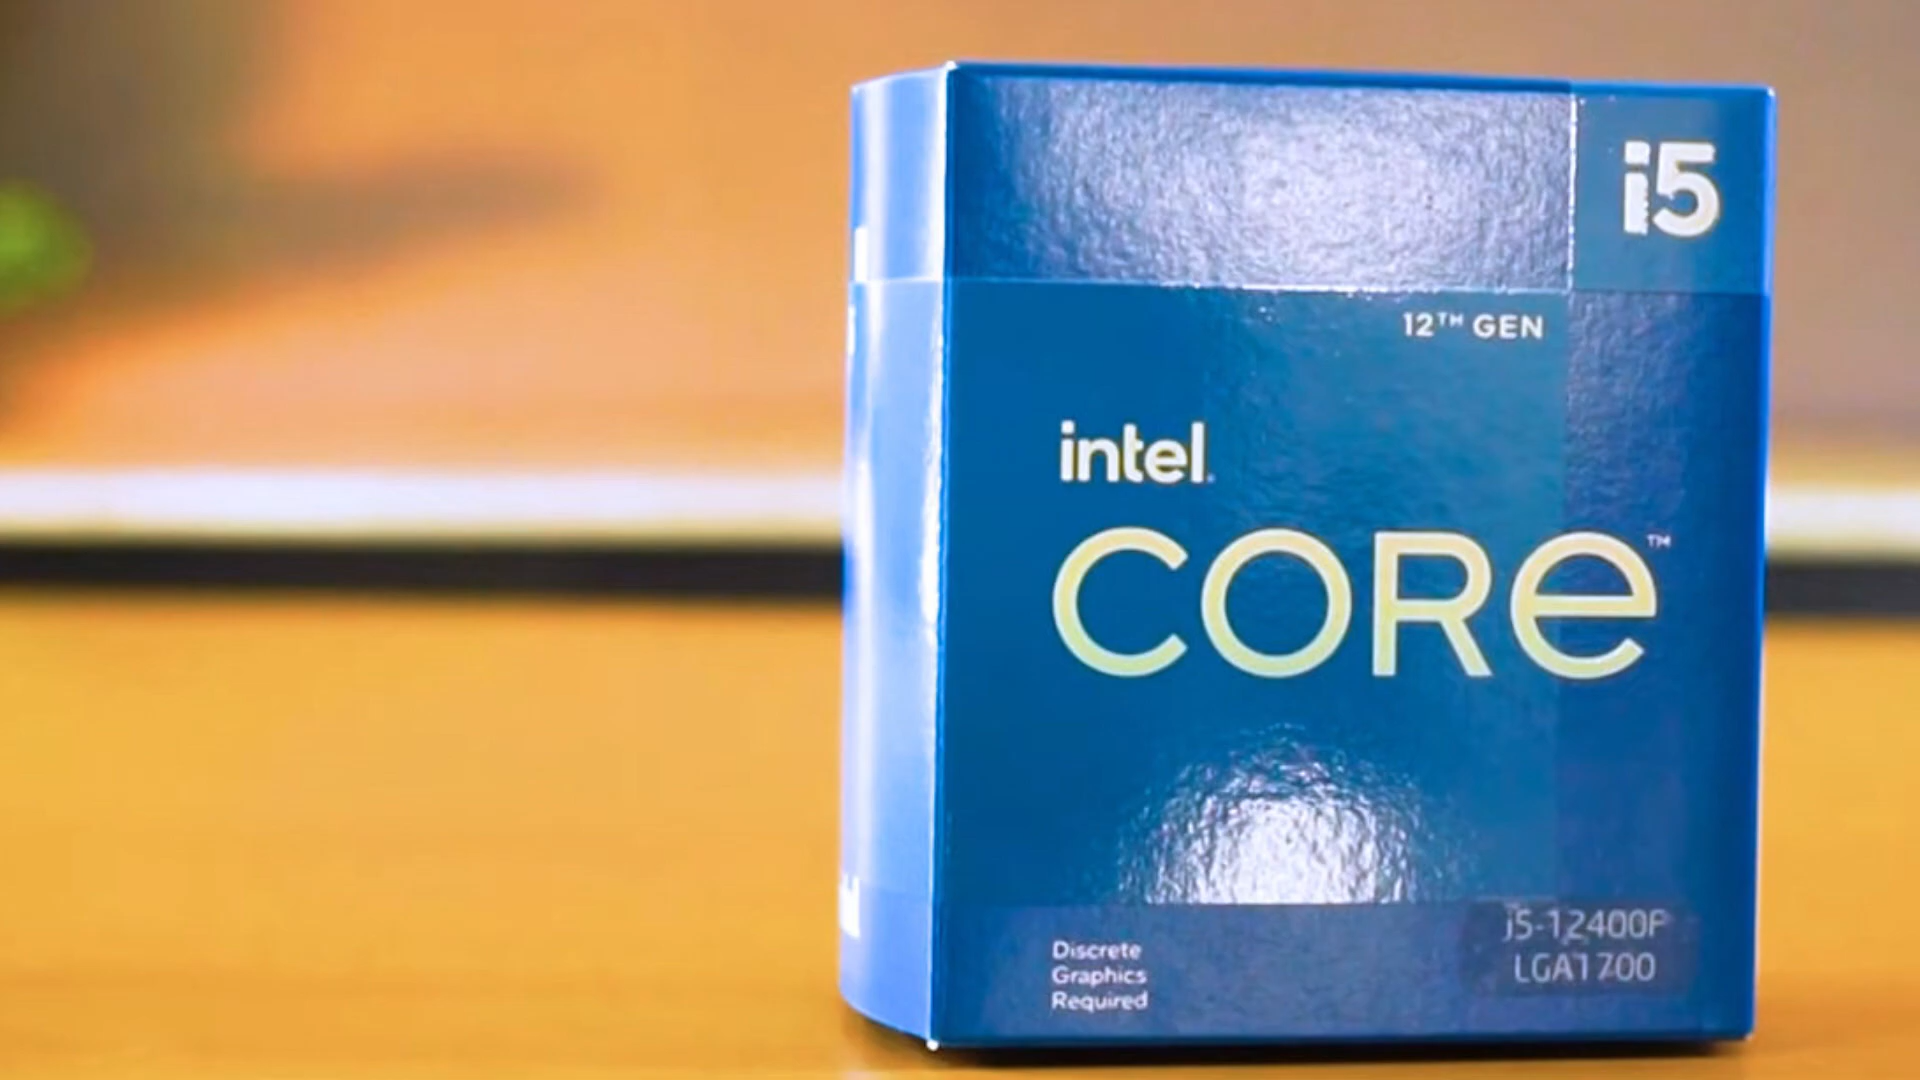 i5
12TH GEN
intel
CORE™
Discrete
Graphics
Required
i5-12400F
LGA1700